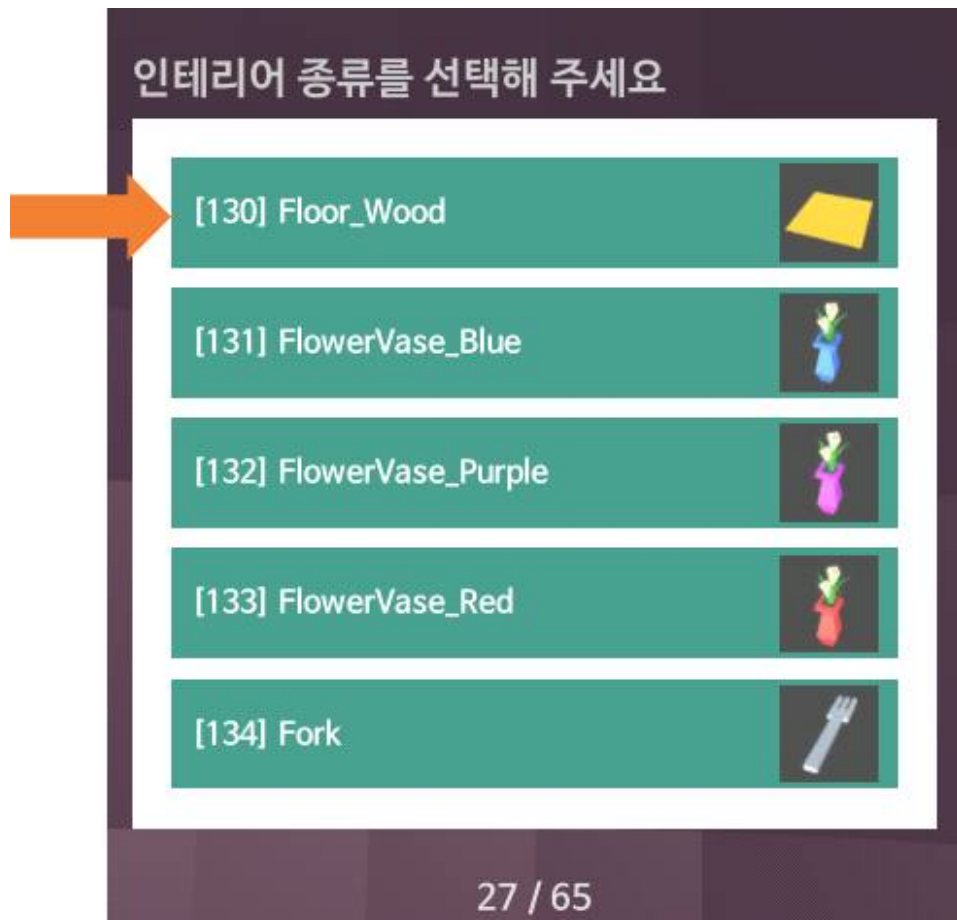 인테리어 종류를 선택해 주세요
[130] Floor_Wood
[131] FlowerVase_Blue
[132] FlowerVase_Purple
[133] FlowerVase_Red
[134] Fork
27 / 65